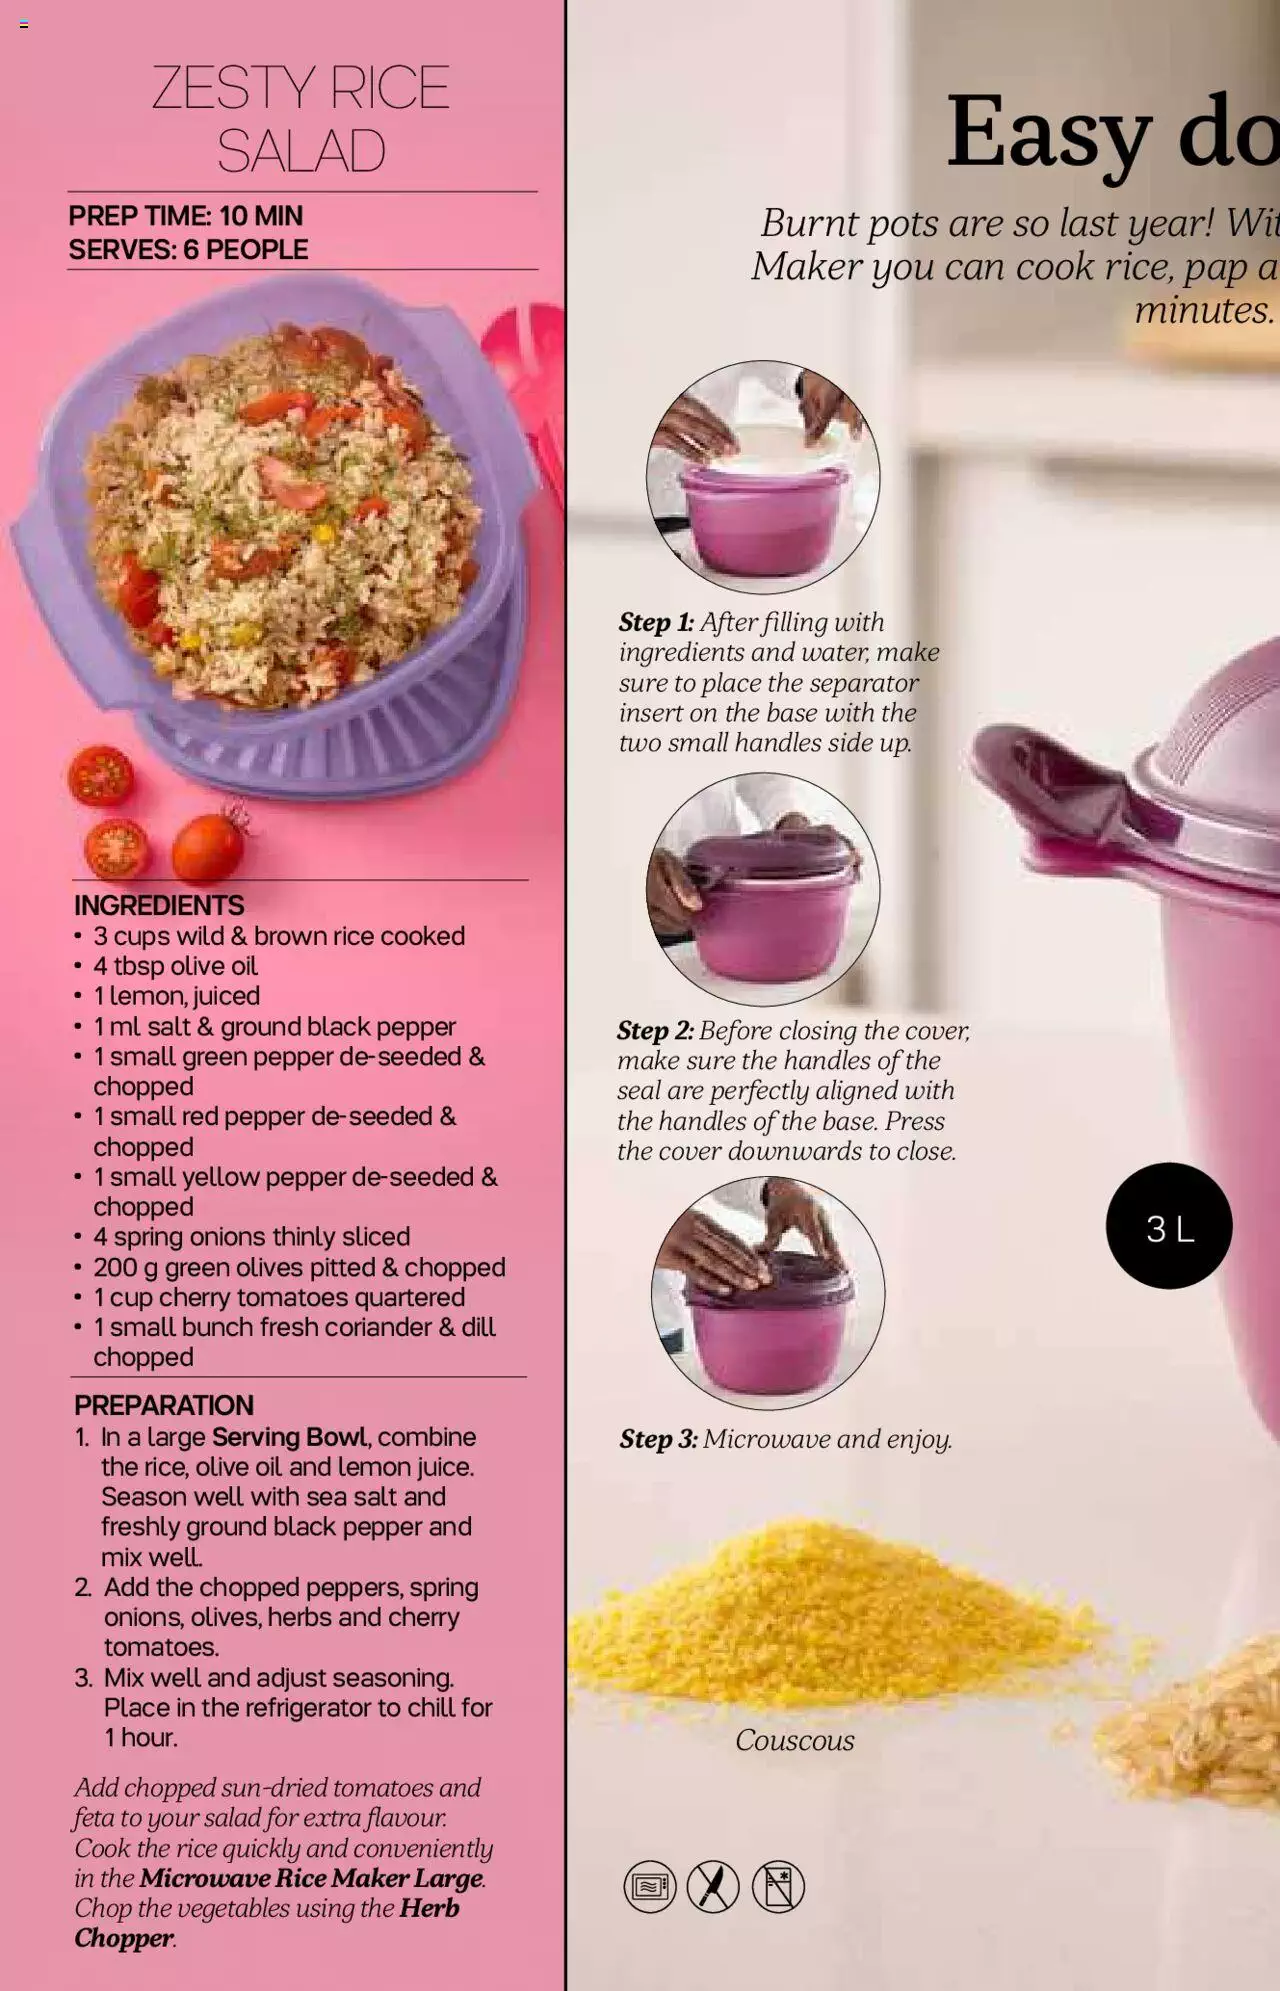 ZESTY RICE
SALAD
PREP TIME: 10 MIN
SERVES: 6 PEOPLE
INGREDIENTS
• 3 cups wild & brown rice cooked
• 4 tbsp olive oil
• 1 lemon, juiced
• 1 ml salt & ground black pepper
• 1 small green pepper de-seeded &
chopped
• 1 small red pepper de-seeded &
chopped
• 1 small yellow pepper de-seeded &
chopped
• 4 spring onions thinly sliced
• 200 g green olives pitted & chopped
• 1 cup cherry tomatoes quartered
• 1 small bunch fresh coriander & dill
chopped
PREPARATION
1. In a large Serving Bowl, combine
the rice, olive oil and lemon juice.
Season well with sea salt and
freshly ground black pepper and
mix well.
2. Add the chopped peppers, spring
onions, olives, herbs and cherry
tomatoes.
3. Mix well and adjust seasoning.
Place in the refrigerator to chill for
1 hour.
Add chopped sun-dried tomatoes and
feta to your salad for extra flavour.
Cook the rice quickly and conveniently
in the Microwave Rice Maker Large.
Chop the vegetables using the Herb
Chopper.
Easy do
Burnt pots are so last year! Wit
Maker you can cook rice, pap a
minutes.
Step 1: After filling with
ingredients and water, make
sure to place the separator
insert on the base with the
two small handles side up.
Step 2: Before closing the cover,
make sure the handles of the
seal are perfectly aligned with
the handles of the base. Press
the cover downwards to close.
3 L
Step 3: Microwave and enjoy.
Couscous